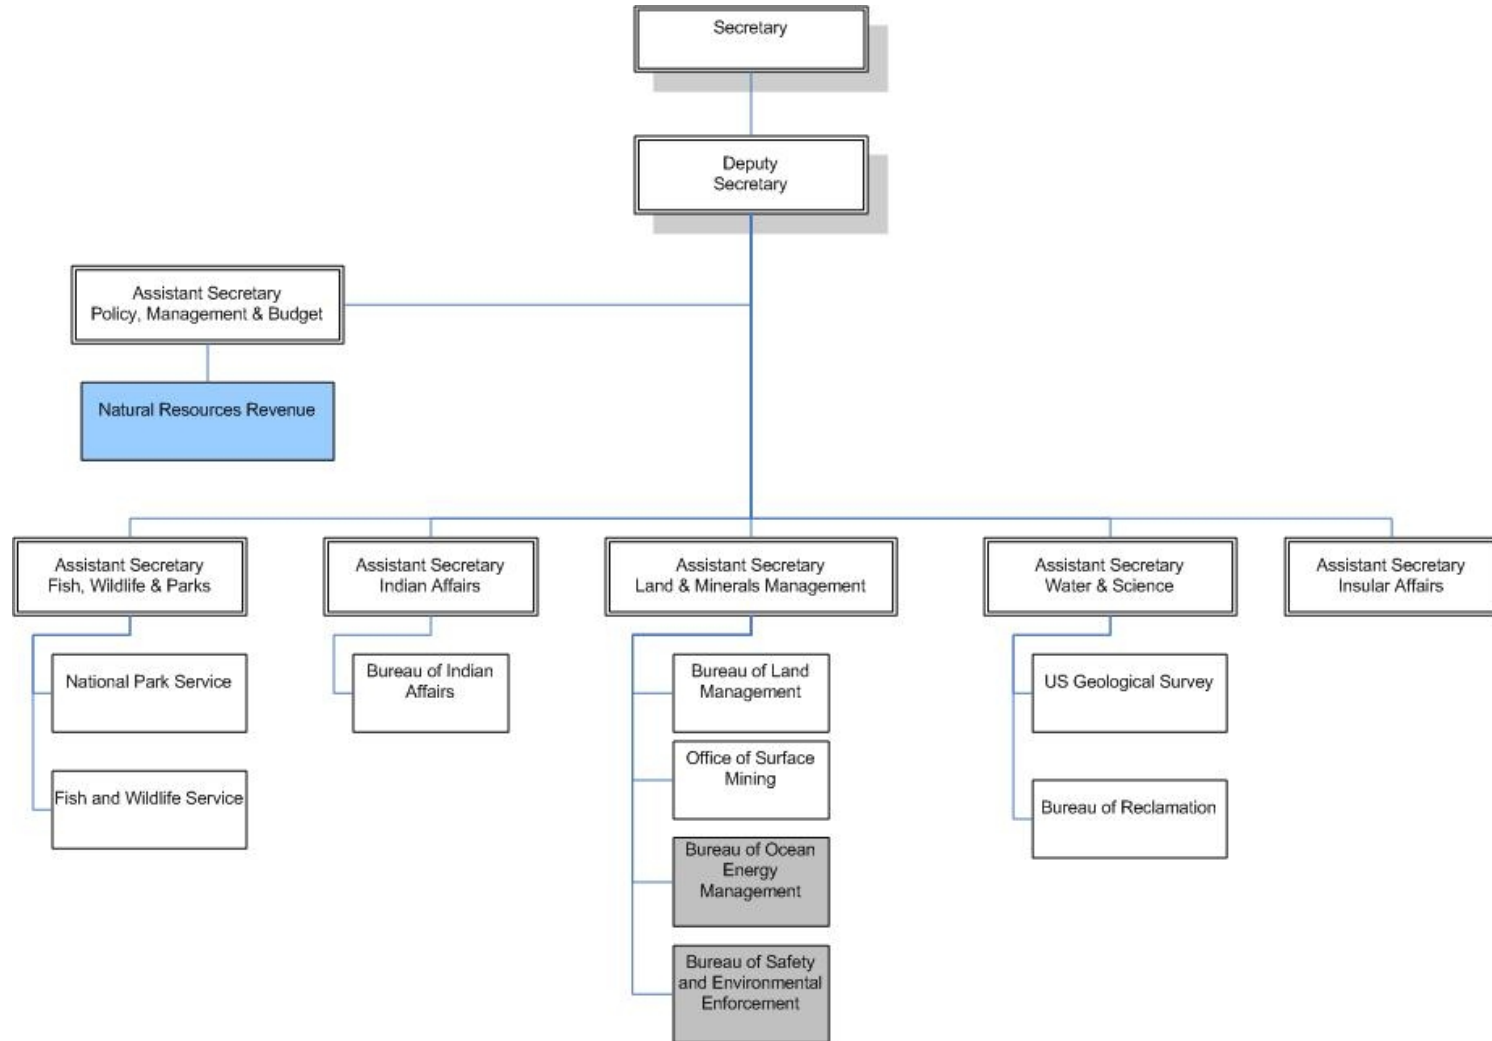 Secretary
Deputy
Secretary
Assistant Secretary
Policy, Management & Budget
Natural Resources Revenue
Assistant Secretary
Fish, Wildlife & Parks
Assistant Secretary
Indian Affairs
Assistant Secretary
Land & Minerals Management
Assistant Secretary
Water & Science
Assistant Secretary
Insular Affairs
National Park Service
Fish and Wildlife Service
Bureau of Indian
Affairs
Bureau of Land
Management
Office of Surface
Mining
Bureau of Ocean
Energy
Management
Bureau of Safety
and Environmental
Enforcement
US Geological Survey
Bureau of Reclamation